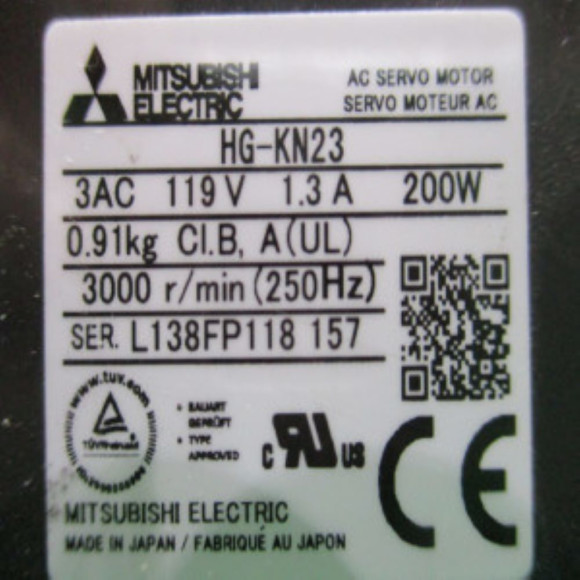 MITSUBISHI
ELECTRIC
AC SERVO MOTOR
SERVO MOTEUR AC
HG-KN23
3AC 119V 1.3A 200W
0.91kg Cl.B, A(UL)
3000 r/min(250Hz)
SER. L138FP118 157
www.tuv.com
TÜVRheinland
• BAUART
GEPRÜFT
• TYPE
APPROVED
C RU US
CE
MITSUBISHI ELECTRIC
MADE IN JAPAN / FABRIQUÉ AU JAPON